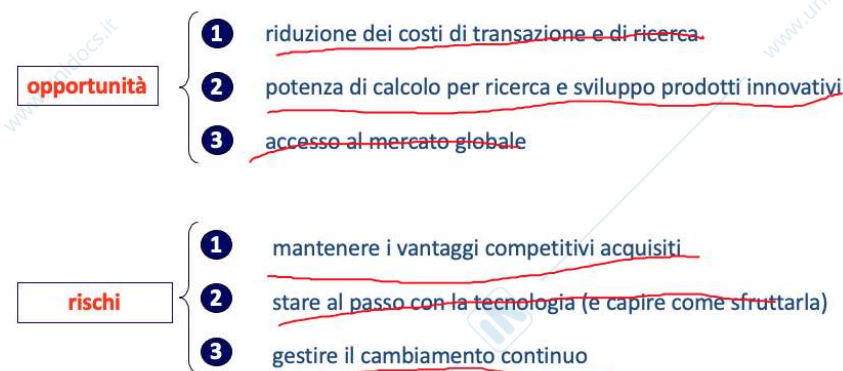 1 riduzione dei costi di transazione e di ricerca.
opportunità
2 potenza di calcolo per ricerca e sviluppo prodotti innovativi
3 accesso al mercato globale
1 mantenere i vantaggi competitivi acquisiti
rischi
2 stare al passo con la tecnologia (e capire come sfruttarla)
3 gestire il cambiamento continuo